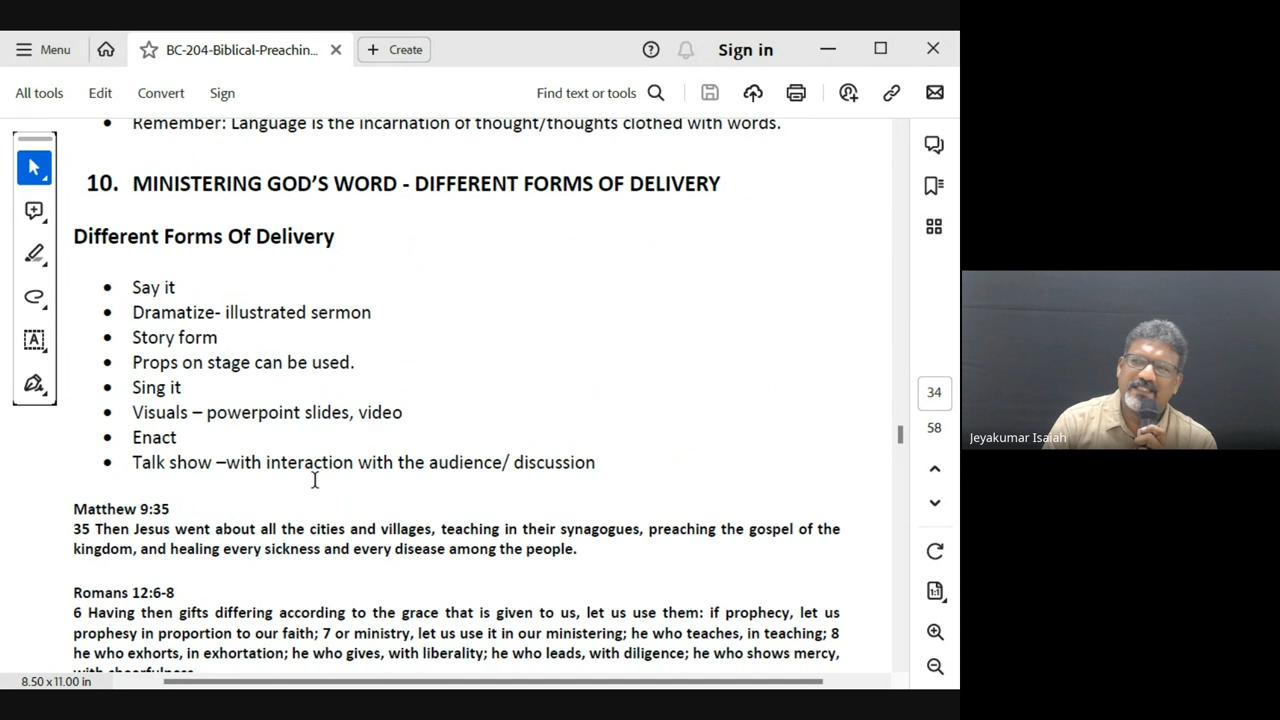 Menu
BC-204-Biblical-Preachin...
Create
Sign in
All tools
Edit
Convert
Sign
Find text or tools
• Remember: Language is the incarnation of thought/thoughts clothed with words.
10. MINISTERING GOD'S WORD - DIFFERENT FORMS OF DELIVERY
Different Forms Of Delivery
• Say it
• Dramatize- illustrated sermon
• Story form
• Props on stage can be used.
• Sing it
• Visuals – powerpoint slides, video
• Enact
• Talk show –with interaction with the audience/ discussion
Matthew 9:35
35 Then Jesus went about all the cities and villages, teaching in their synagogues, preaching the gospel of the
kingdom, and healing every sickness and every disease among the people.
Romans 12:6-8
6 Having then gifts differing according to the grace that is given to us, let us use them: if prophecy, let us
prophesy in proportion to our faith; 7 or ministry, let us use it in our ministering; he who teaches, in teaching; 8
he who exhorts, in exhortation; he who gives, with liberality; he who leads, with diligence; he who shows mercy,
with cheerfulness.
8.50 x 11.00 in
34
58
1:1
Jeyakumar Isaiah